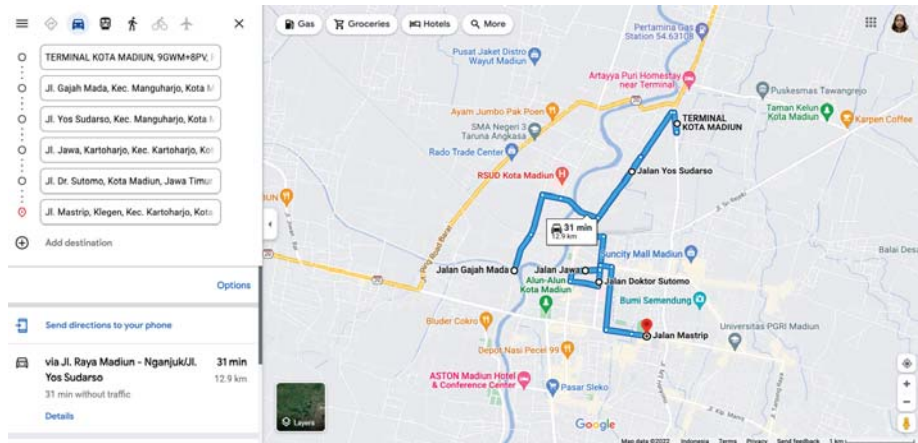 TERMINAL KOTA MADIUN, 9GWM+8PV,
Jl. Gajah Mada, Kec. Manguharjo, Kota
Jl. Yos Sudarso, Kec. Manguharjo, Kota
Jl. Jawa, Kartoharjo, Kec. Kartoharjo,
Jl. Dr. Sutomo, Kota Madiun, Jawa Timur
Jl. Mastrip, Klegen, Kec. Kartoharjo, Kota
Add destination
Options
Send directions to your phone
via Jl. Raya Madiun - Nganjuk/Jl.
Yos Sudarso
31 min
12.9 km
31 min without traffic
Details
Gas
Groceries
Hotels
More
Pertamina Gas
Station 54.63108
Pusat Jaket Distro
Wayut Madiun
Artayya Puri Homestay
near Terminal
Puskesmas Tawangrejo
Ayam Jumbo Pak Poen
Taman Kelun
Kota Madiun
Karpen Coffee
TERMINAL
KOTA MADIUN
SMA Negeri 3
Taruna Angkasa
Rado Trade Center
Jalan Yos Sudarso
RSUD Kota Madiun
Jl. Ring Road Barat
31 min
12.9 km
Suncity Mall Madiun
Balai Desa
Jalan Gajah Mada
Jalan Jawa
Jalan Doktor Sutomo
Alun-Alun
Kota Madiun
Bumi Semendung
Bluder Cokro
Jalan Mastrip
Universitas PGRI Madiun
Depot Nasi Pecel 99
ASTON Madiun Hotel
& Conference Center
Pasar Sleko
Layers
Google
Map data ©2022 Indonesia Terms Privacy Send feedback 1 km